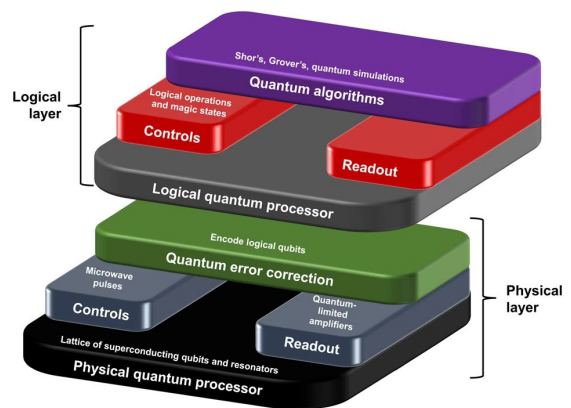 Shor's, Grover's, quantum simulations
Quantum algorithms
Logical
layer
Logical operations
and magic states
Controls
Readout
Logical quantum processor
Encode logical qubits
Quantum error correction
Physical
layer
Microwave
pulses
Controls
Quantum-
limited
amplifiers
Readout
Lattice of superconducting qubits and resonators
Physical quantum processor